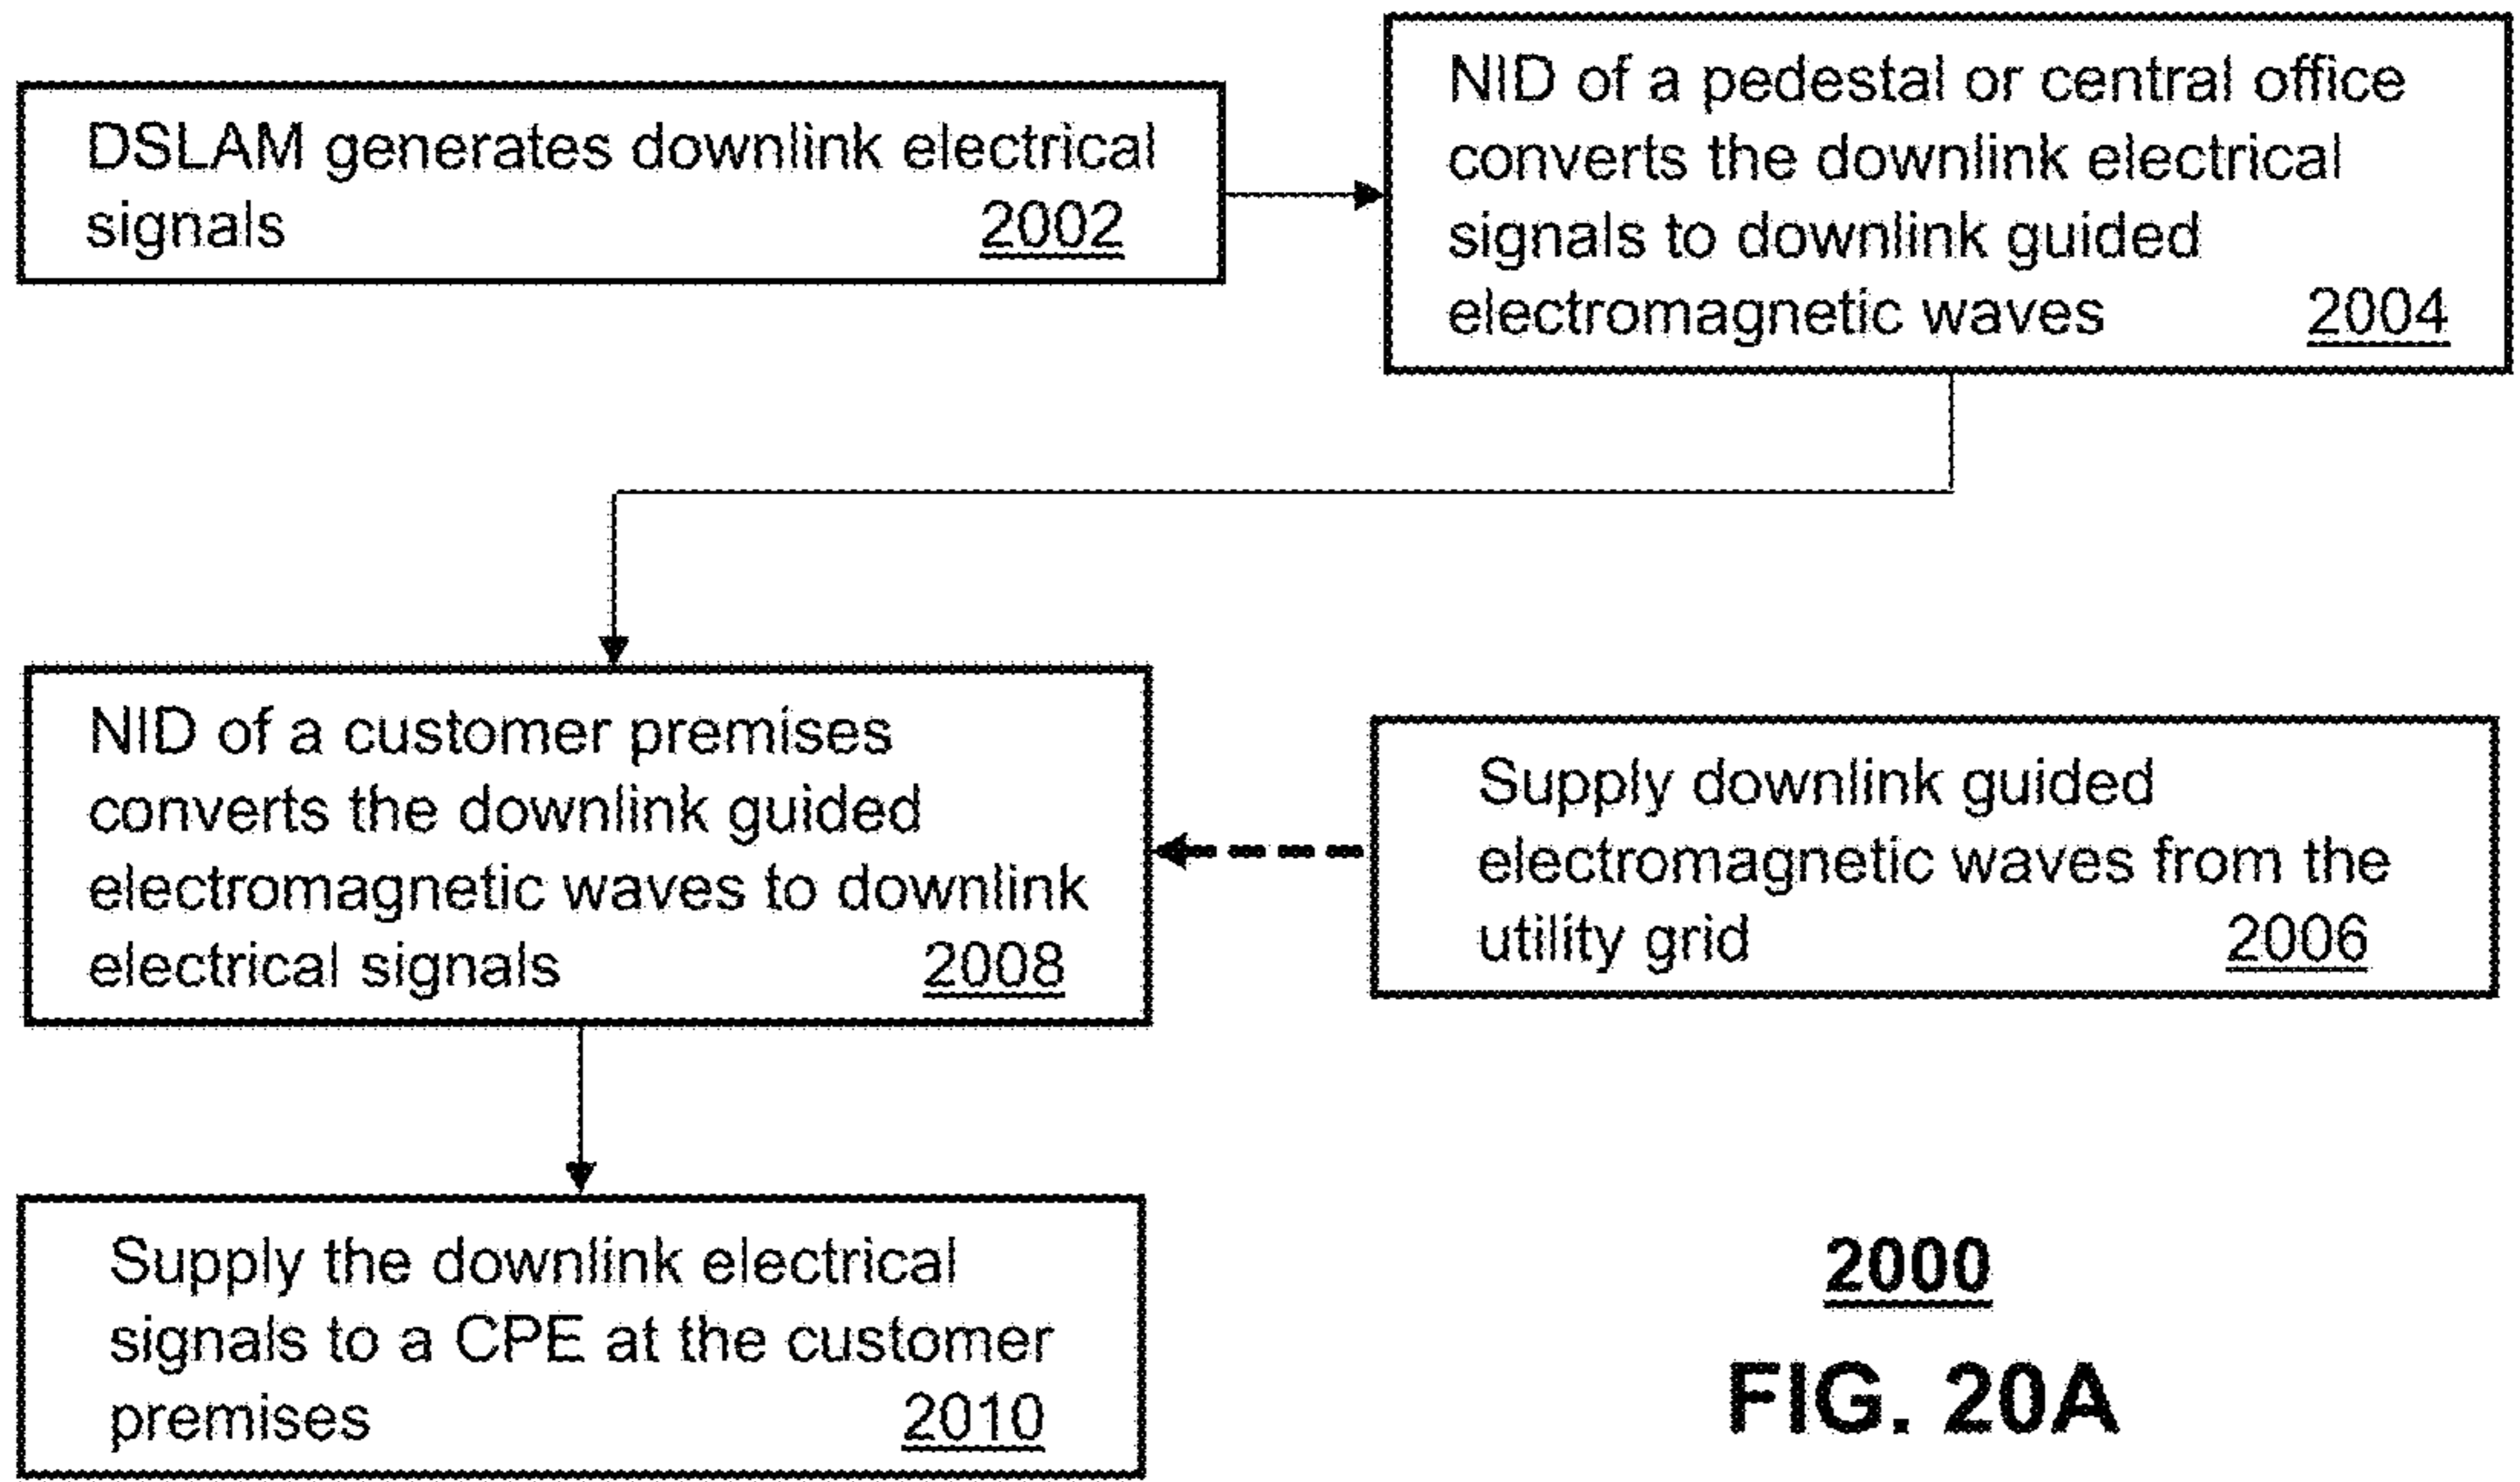 DSLAM generates downlink electrical
signals 2002
NID of a pedestal or central office
converts the downlink electrical
signals to downlink guided
electromagnetic waves 2004
NID of a customer premises
converts the downlink guided
electromagnetic waves to downlink
electrical signals 2008
Supply downlink guided
electromagnetic waves from the
utility grid 2006
Supply the downlink electrical
signals to a CPE at the customer
premises 2010
2000
FIG. 20A